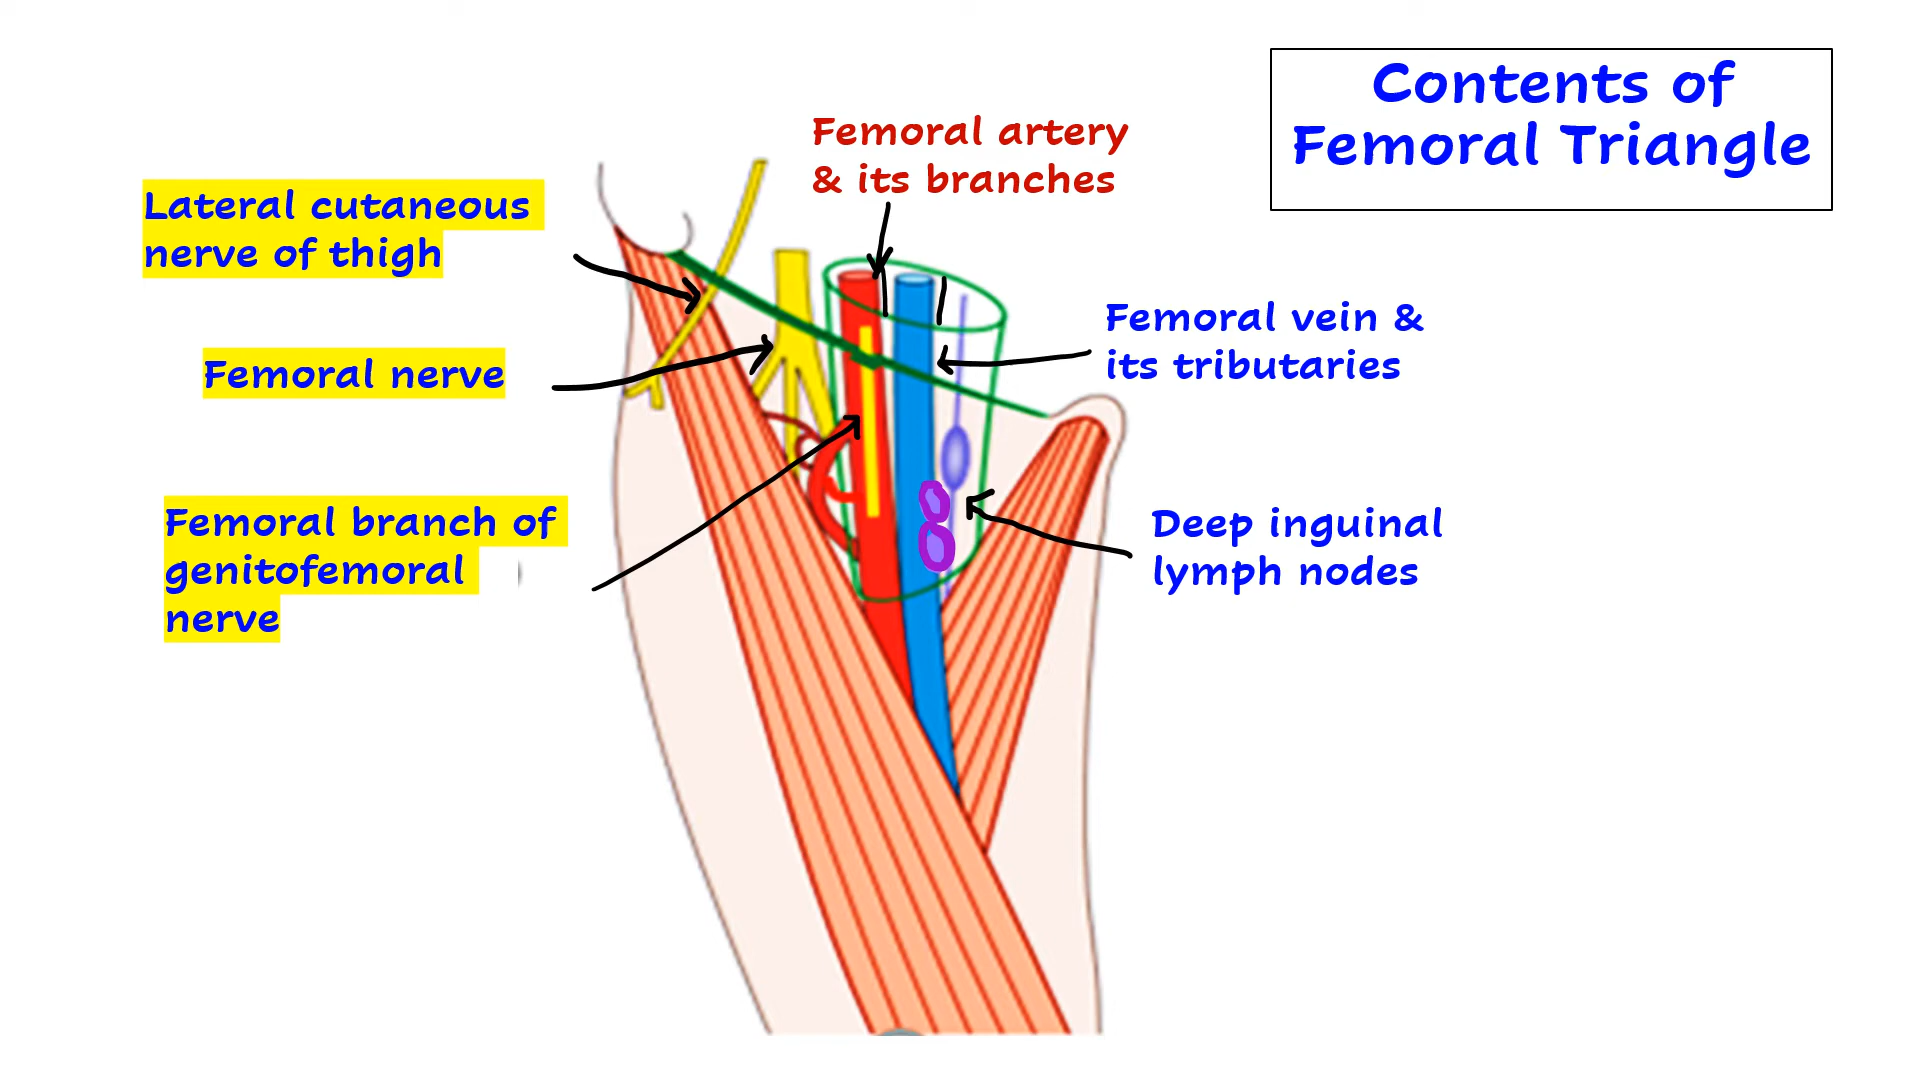 Contents of
Femoral Triangle
Femoral artery
& its branches
Lateral cutaneous
nerve of thigh
Femoral vein &
its tributaries
Femoral nerve
Femoral branch of
genitofemoral
nerve
Deep inguinal
lymph nodes